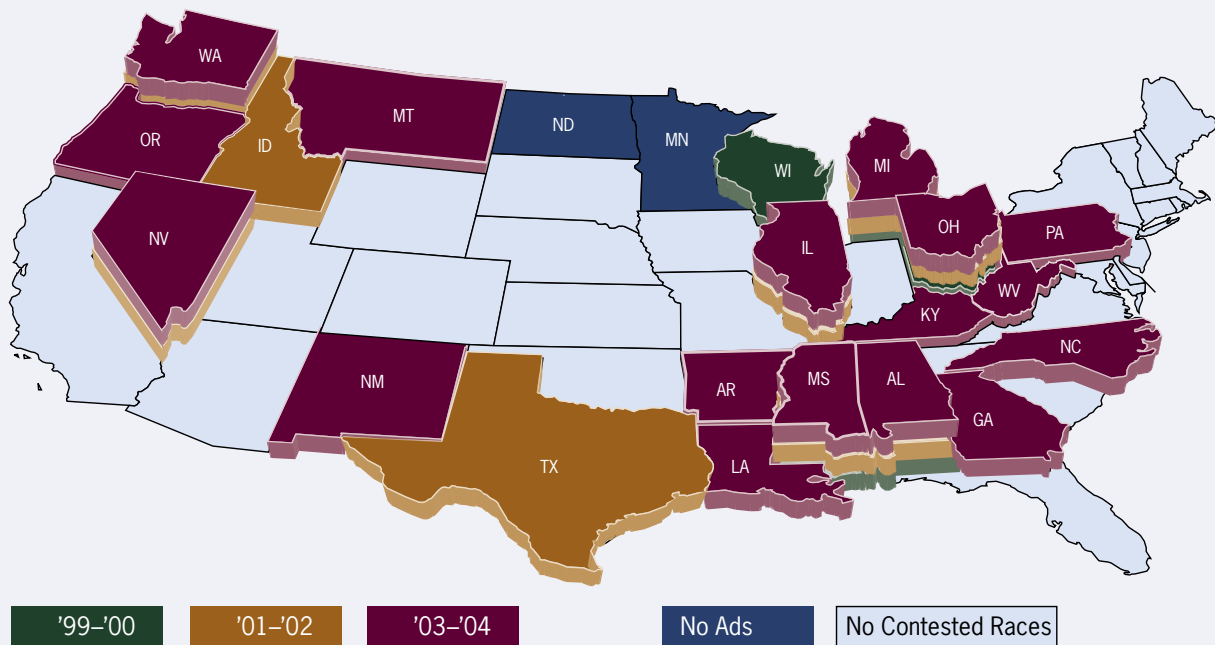 WA
MT
ND
OR
ID
MN
WI
MI
NV
OH
PA
IL
WV
KY
NC
NM
AR
MS
AL
GA
TX
LA
’99–’00
’01–’02
’03–’04
No Ads
No Contested Races